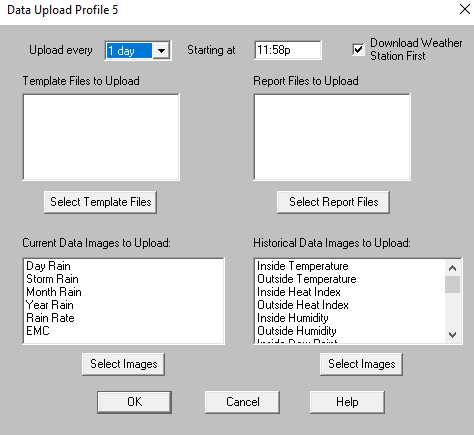 Data Upload Profile 5
Upload every 1 day Starting at 11:58p Download Weather
Station First
Template Files to Upload Report Files to Upload
Select Template Files Select Report Files
Current Data Images to Upload: Historical Data Images to Upload:
Day Rain Inside Temperature
Storm Rain Outside Temperature
Month Rain Inside Heat Index
Year Rain Outside Heat Index
Rain Rate Inside Humidity
EMC Outside Humidity
Inside Dew Point
Select Images Select Images
OK Cancel Help